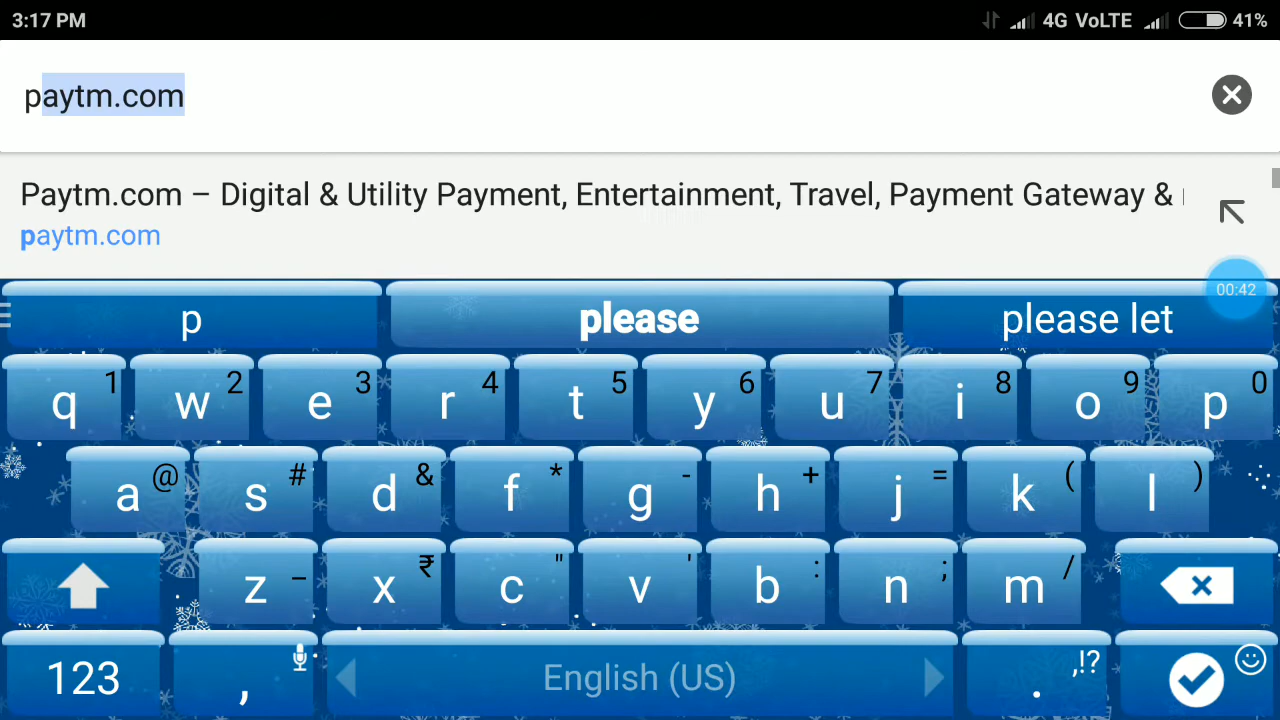 3:17 PM 4G VoLTE 41%
paytm.com
Paytm.com – Digital & Utility Payment, Entertainment, Travel, Payment Gateway &
paytm.com
00:42
p please please let
q 1 w 2 e 3 r 4 t 5 y 6 u 7 i 8 o 9 p 0
a @ s # d & f * g - h + j = k ( l )
z _ x ₹ c " v ' b : n ; m /
123 , English (US) . ,!?